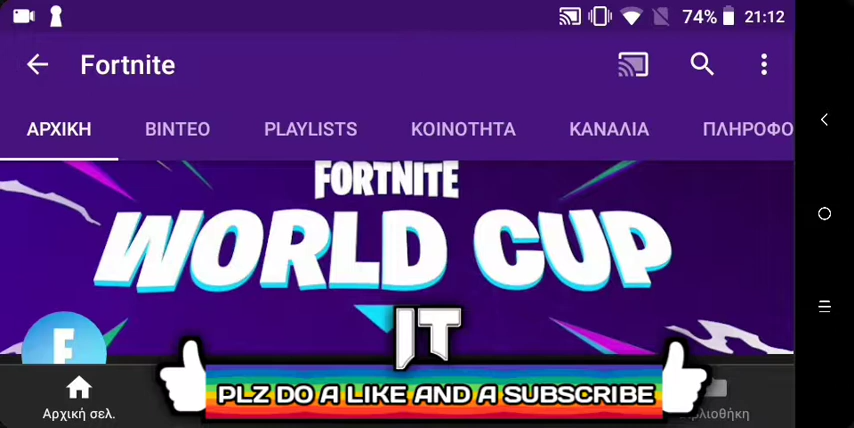 74% 21:12
Fortnite
ΑΡΧΙΚΗ ΒΙΝΤΕΟ PLAYLISTS ΚΟΙΝΟΤΗΤΑ ΚΑΝΑΛΙΑ ΠΛΗΡΟΦΟ
FORTNITE
WORLD CUP
IT
F
PLZ DO A LIKE AND A SUBSCRIBE
Αρχική σελ. βλιοθήκη